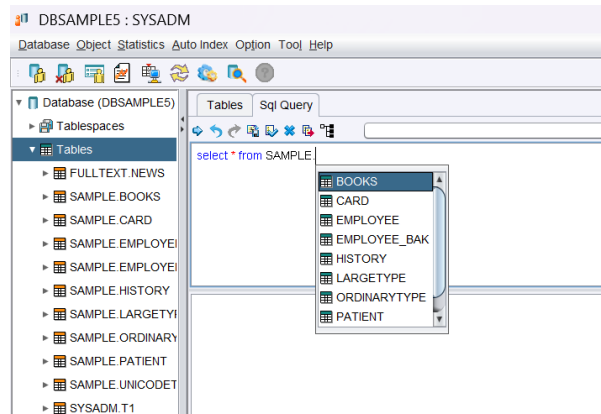 DBSAMPLE5 : SYSADM
Database Object Statistics Auto Index Option Tool Help
Database (DBSAMPLE5)
Tablespaces
Tables
FULLTEXT.NEWS
SAMPLE.BOOKS
SAMPLE.CARD
SAMPLE.EMPLOYEI
SAMPLE.EMPLOYEI
SAMPLE.HISTORY
SAMPLE.LARGETYI
SAMPLE.ORDINARY
SAMPLE.PATIENT
SAMPLE.UNICODET
SYSADM.T1
Tables Sql Query
select * from SAMPLE.
BOOKS
CARD
EMPLOYEE
EMPLOYEE_BAK
HISTORY
LARGETYPE
ORDINARYTYPE
PATIENT